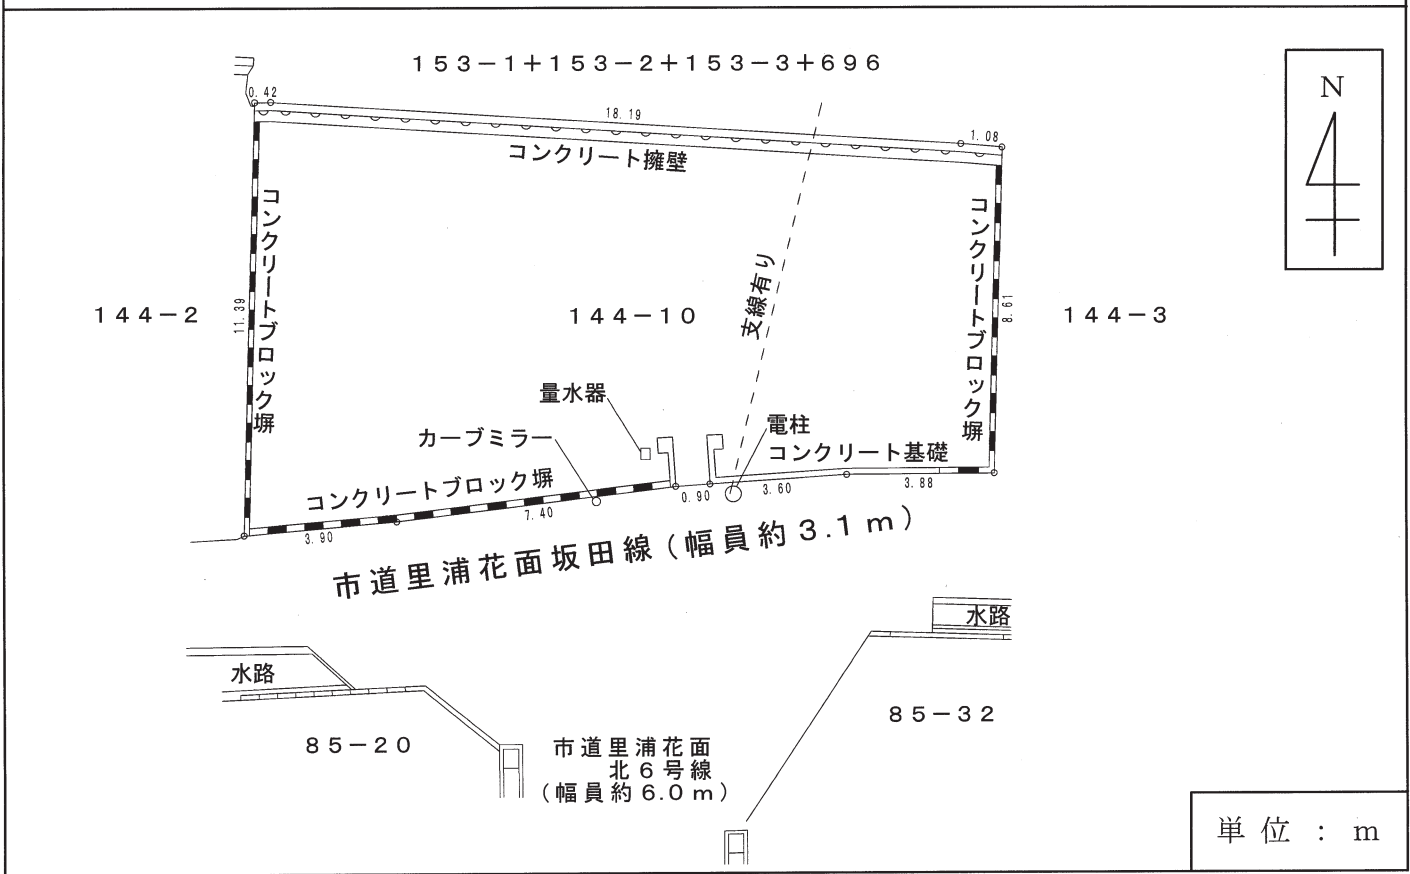 153-1+153-2+153-3+696
N
0.42
18.19
1.08
コンクリート擁壁
コンクリートブロック塀
コンクリートブロック塀
支線有り
144-2
11.39
144-10
8.61
144-3
量水器
カーブミラー
電柱
コンクリート基礎
コンクリートブロック塀
3.90
7.40
0.90
3.60
3.88
市道里浦花面坂田線(幅員約3.1m)
水路
水路
85-20
85-32
市道里浦花面
北6号線
(幅員約6.0m)
単位:m